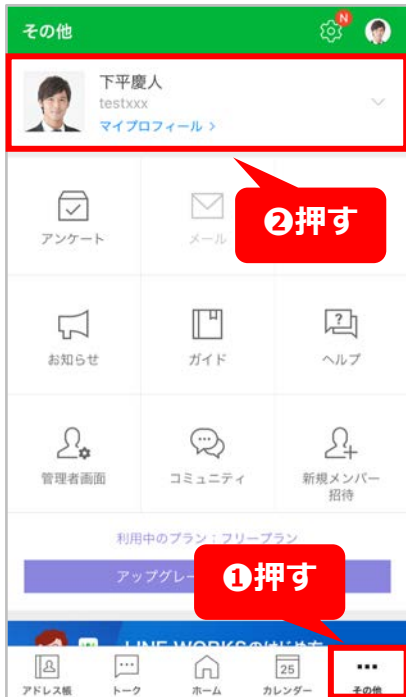 その他
N
下平慶人
testxxx
マイプロフィール >
❷押す
アンケート
メール
お知らせ
ガイド
ヘルプ
?
管理者画面
コミュニティ
新規メンバー
招待
利用中のプラン：フリープラン
アップグレー
❶押す
LINE WORKSのはじめ方
25
アドレス帳
トーク
ホーム
カレンダー
その他